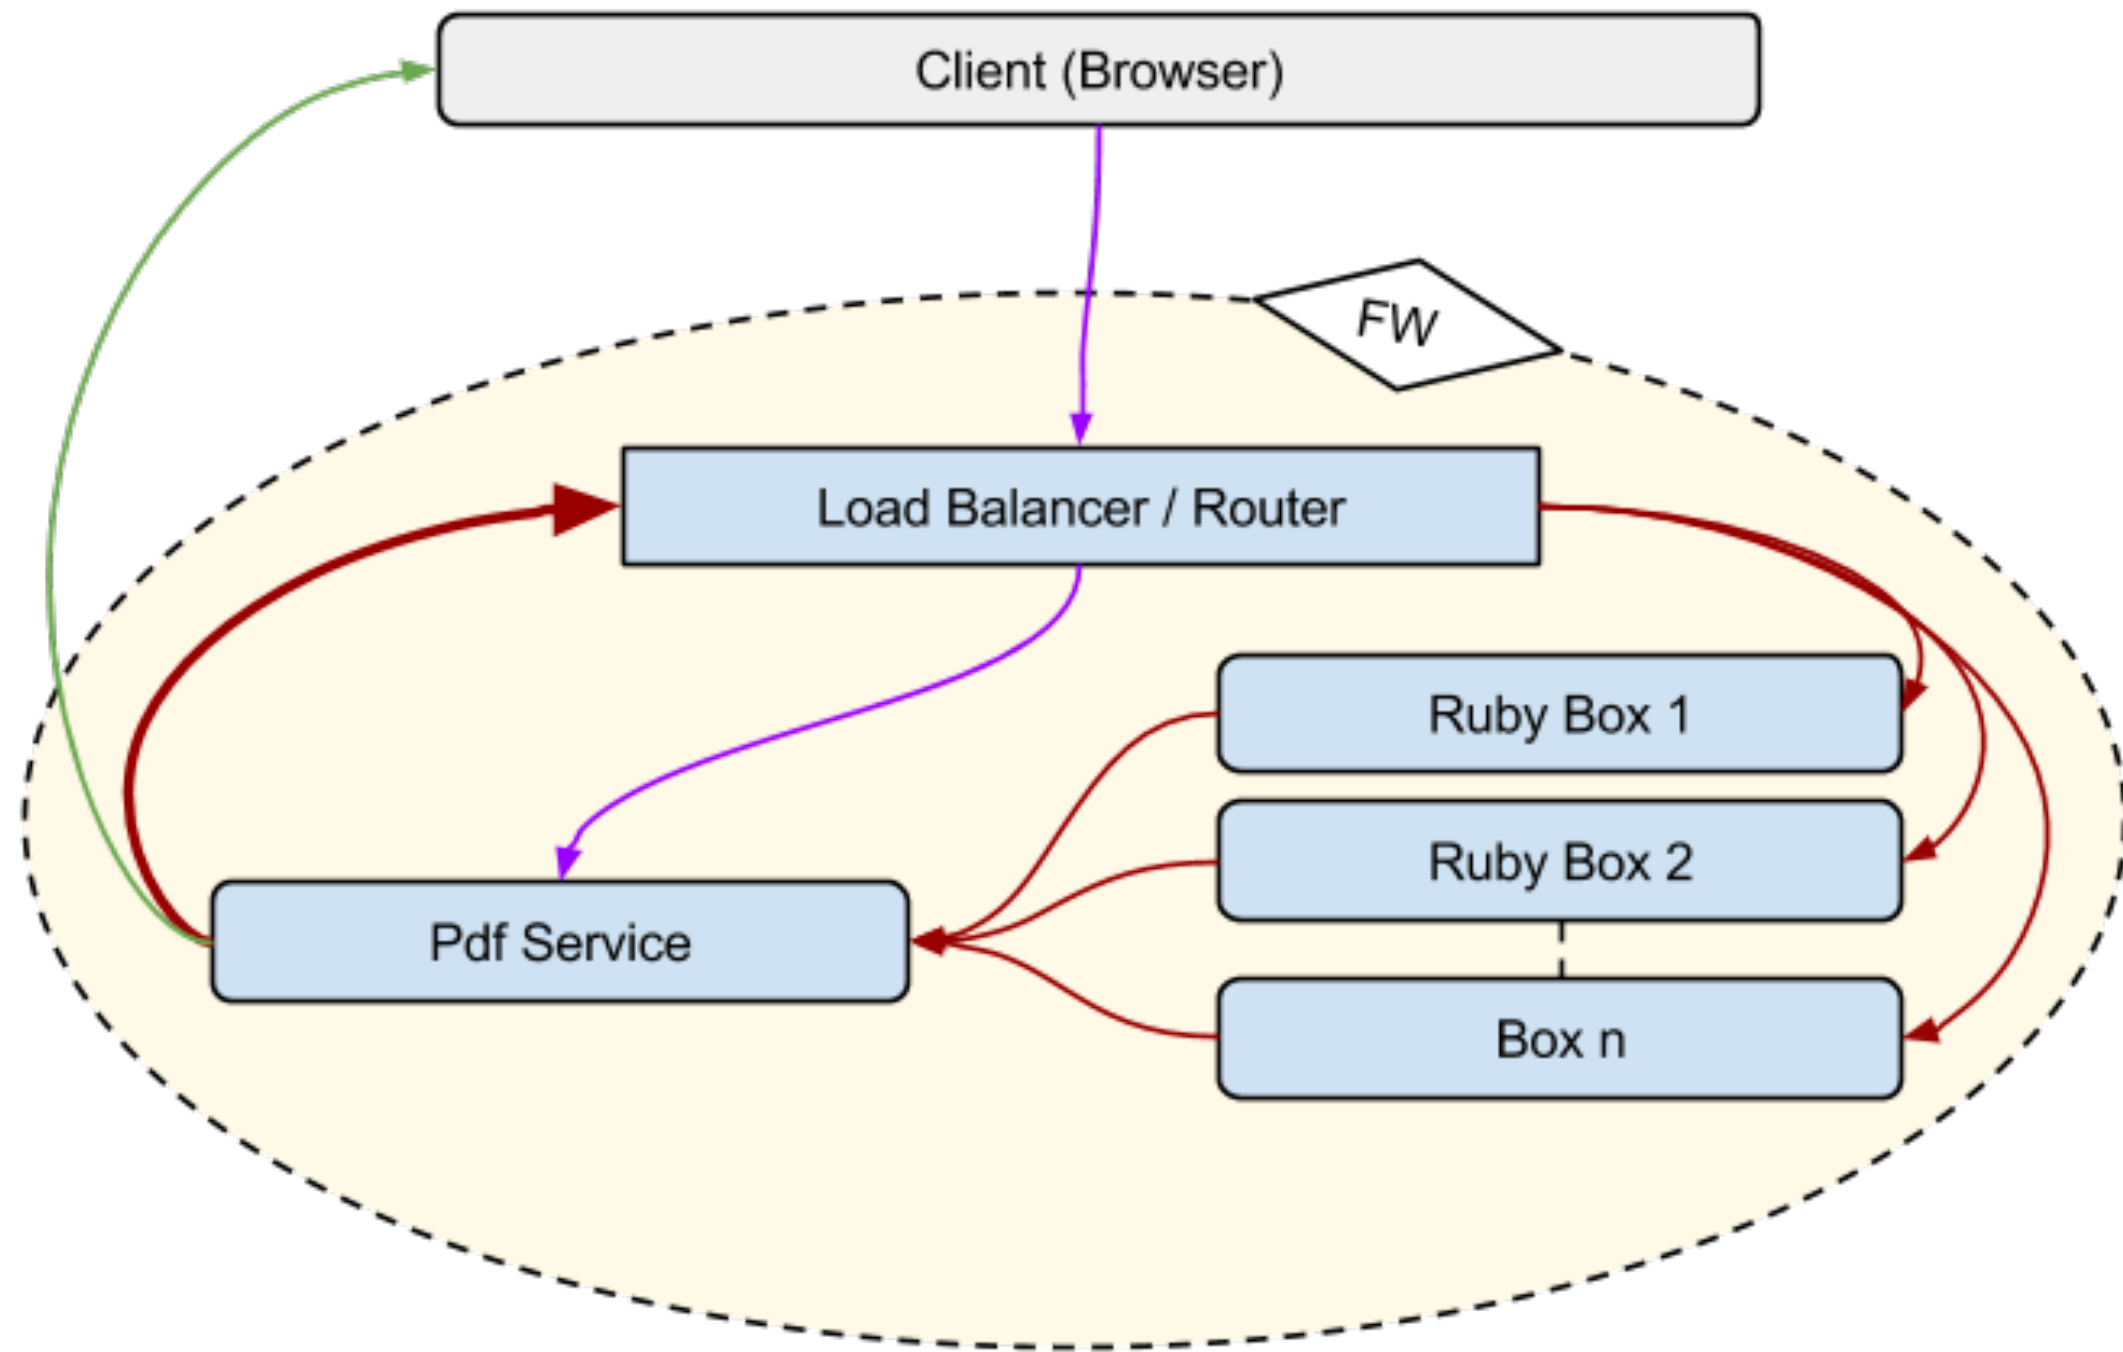 Client (Browser)
FW
Load Balancer / Router
Ruby Box 1
Ruby Box 2
Pdf Service
Box n